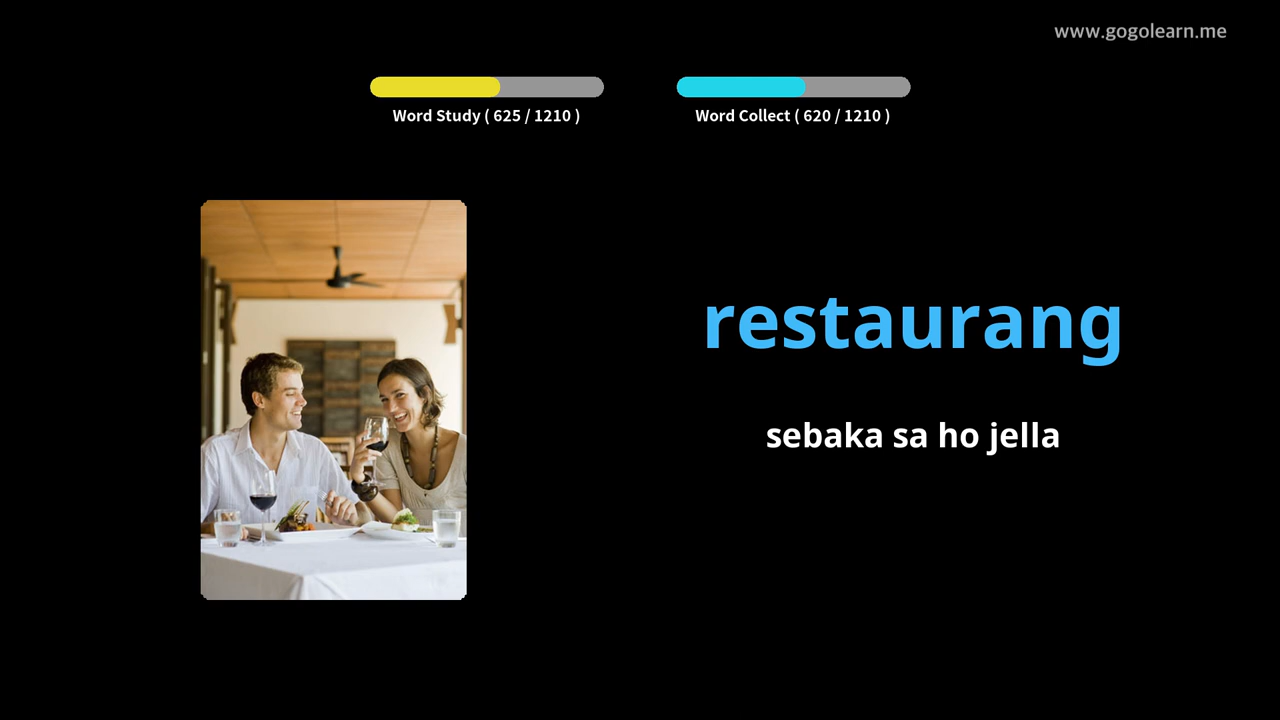 www.gogolearn.me
Word Study ( 625 / 1210 )
Word Collect ( 620 / 1210 )
restaurang
sebaka sa ho jella